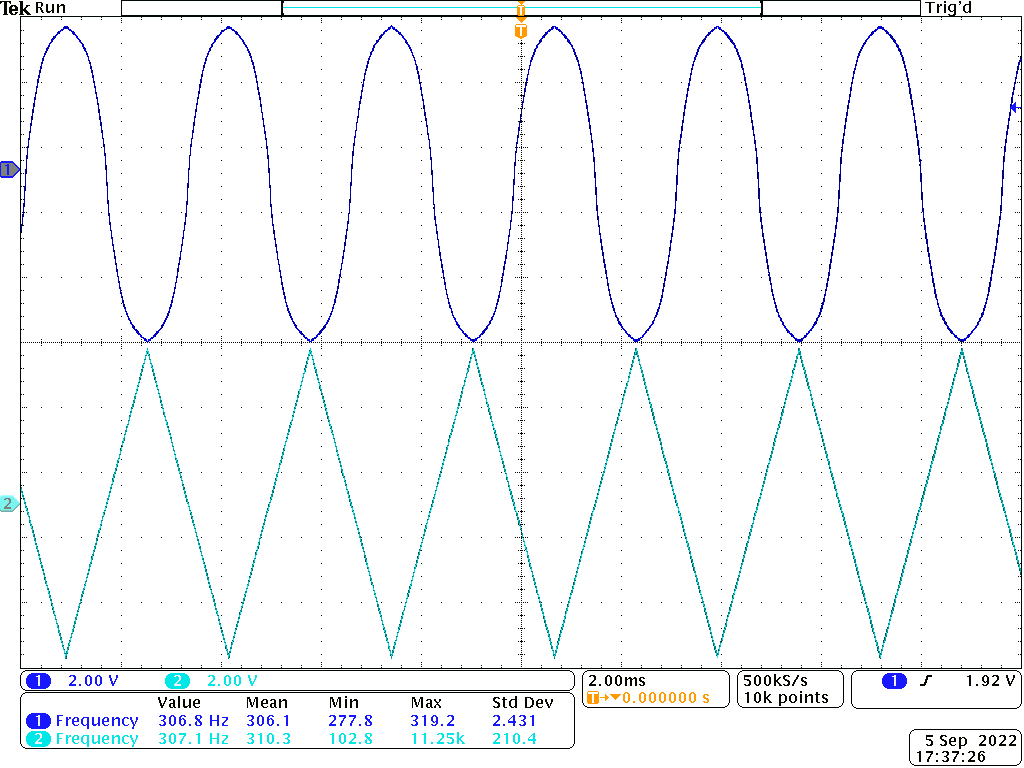 Tek Run Trig'd
T
T
1
2
1 2.00 V 2 2.00 V
2.00ms
T→▼0.000000 s
500kS/s
10k points
1 ƒ 1.92 V
Value Mean Min Max Std Dev
1 Frequency 306.8 Hz 306.1 277.8 319.2 2.431
2 Frequency 307.1 Hz 310.3 102.8 11.25k 210.4
5 Sep 2022
17:37:26